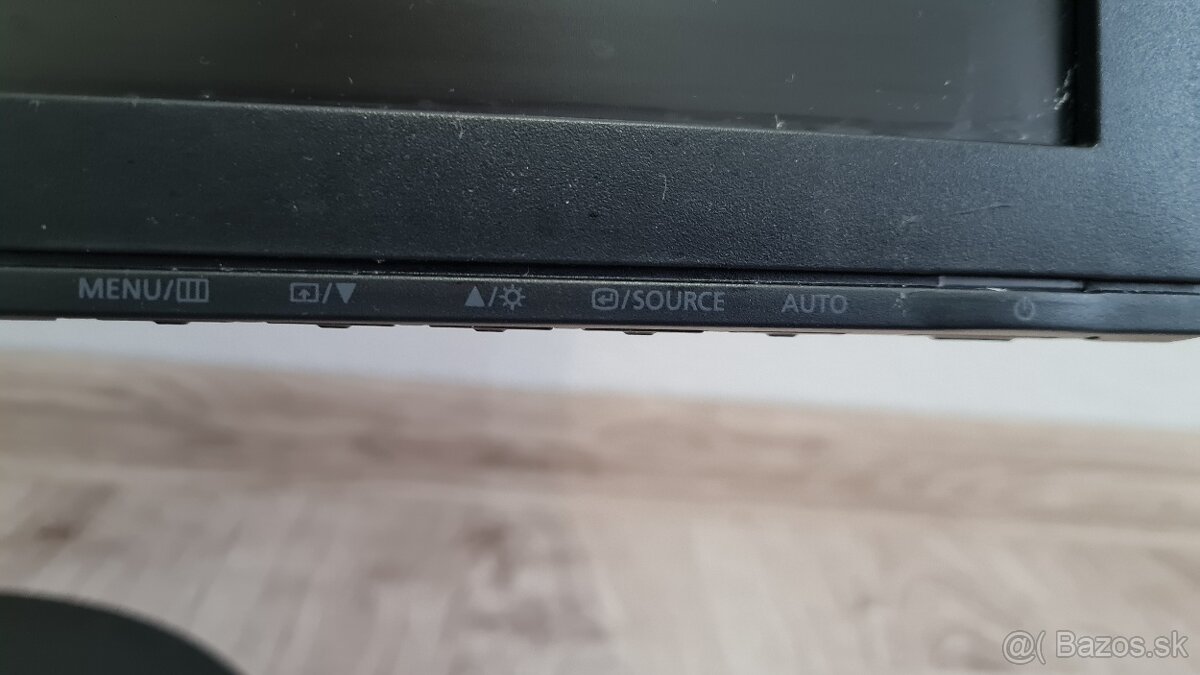 MENU/ /▼ ▲/ /SOURCE AUTO
@( Bazos.sk